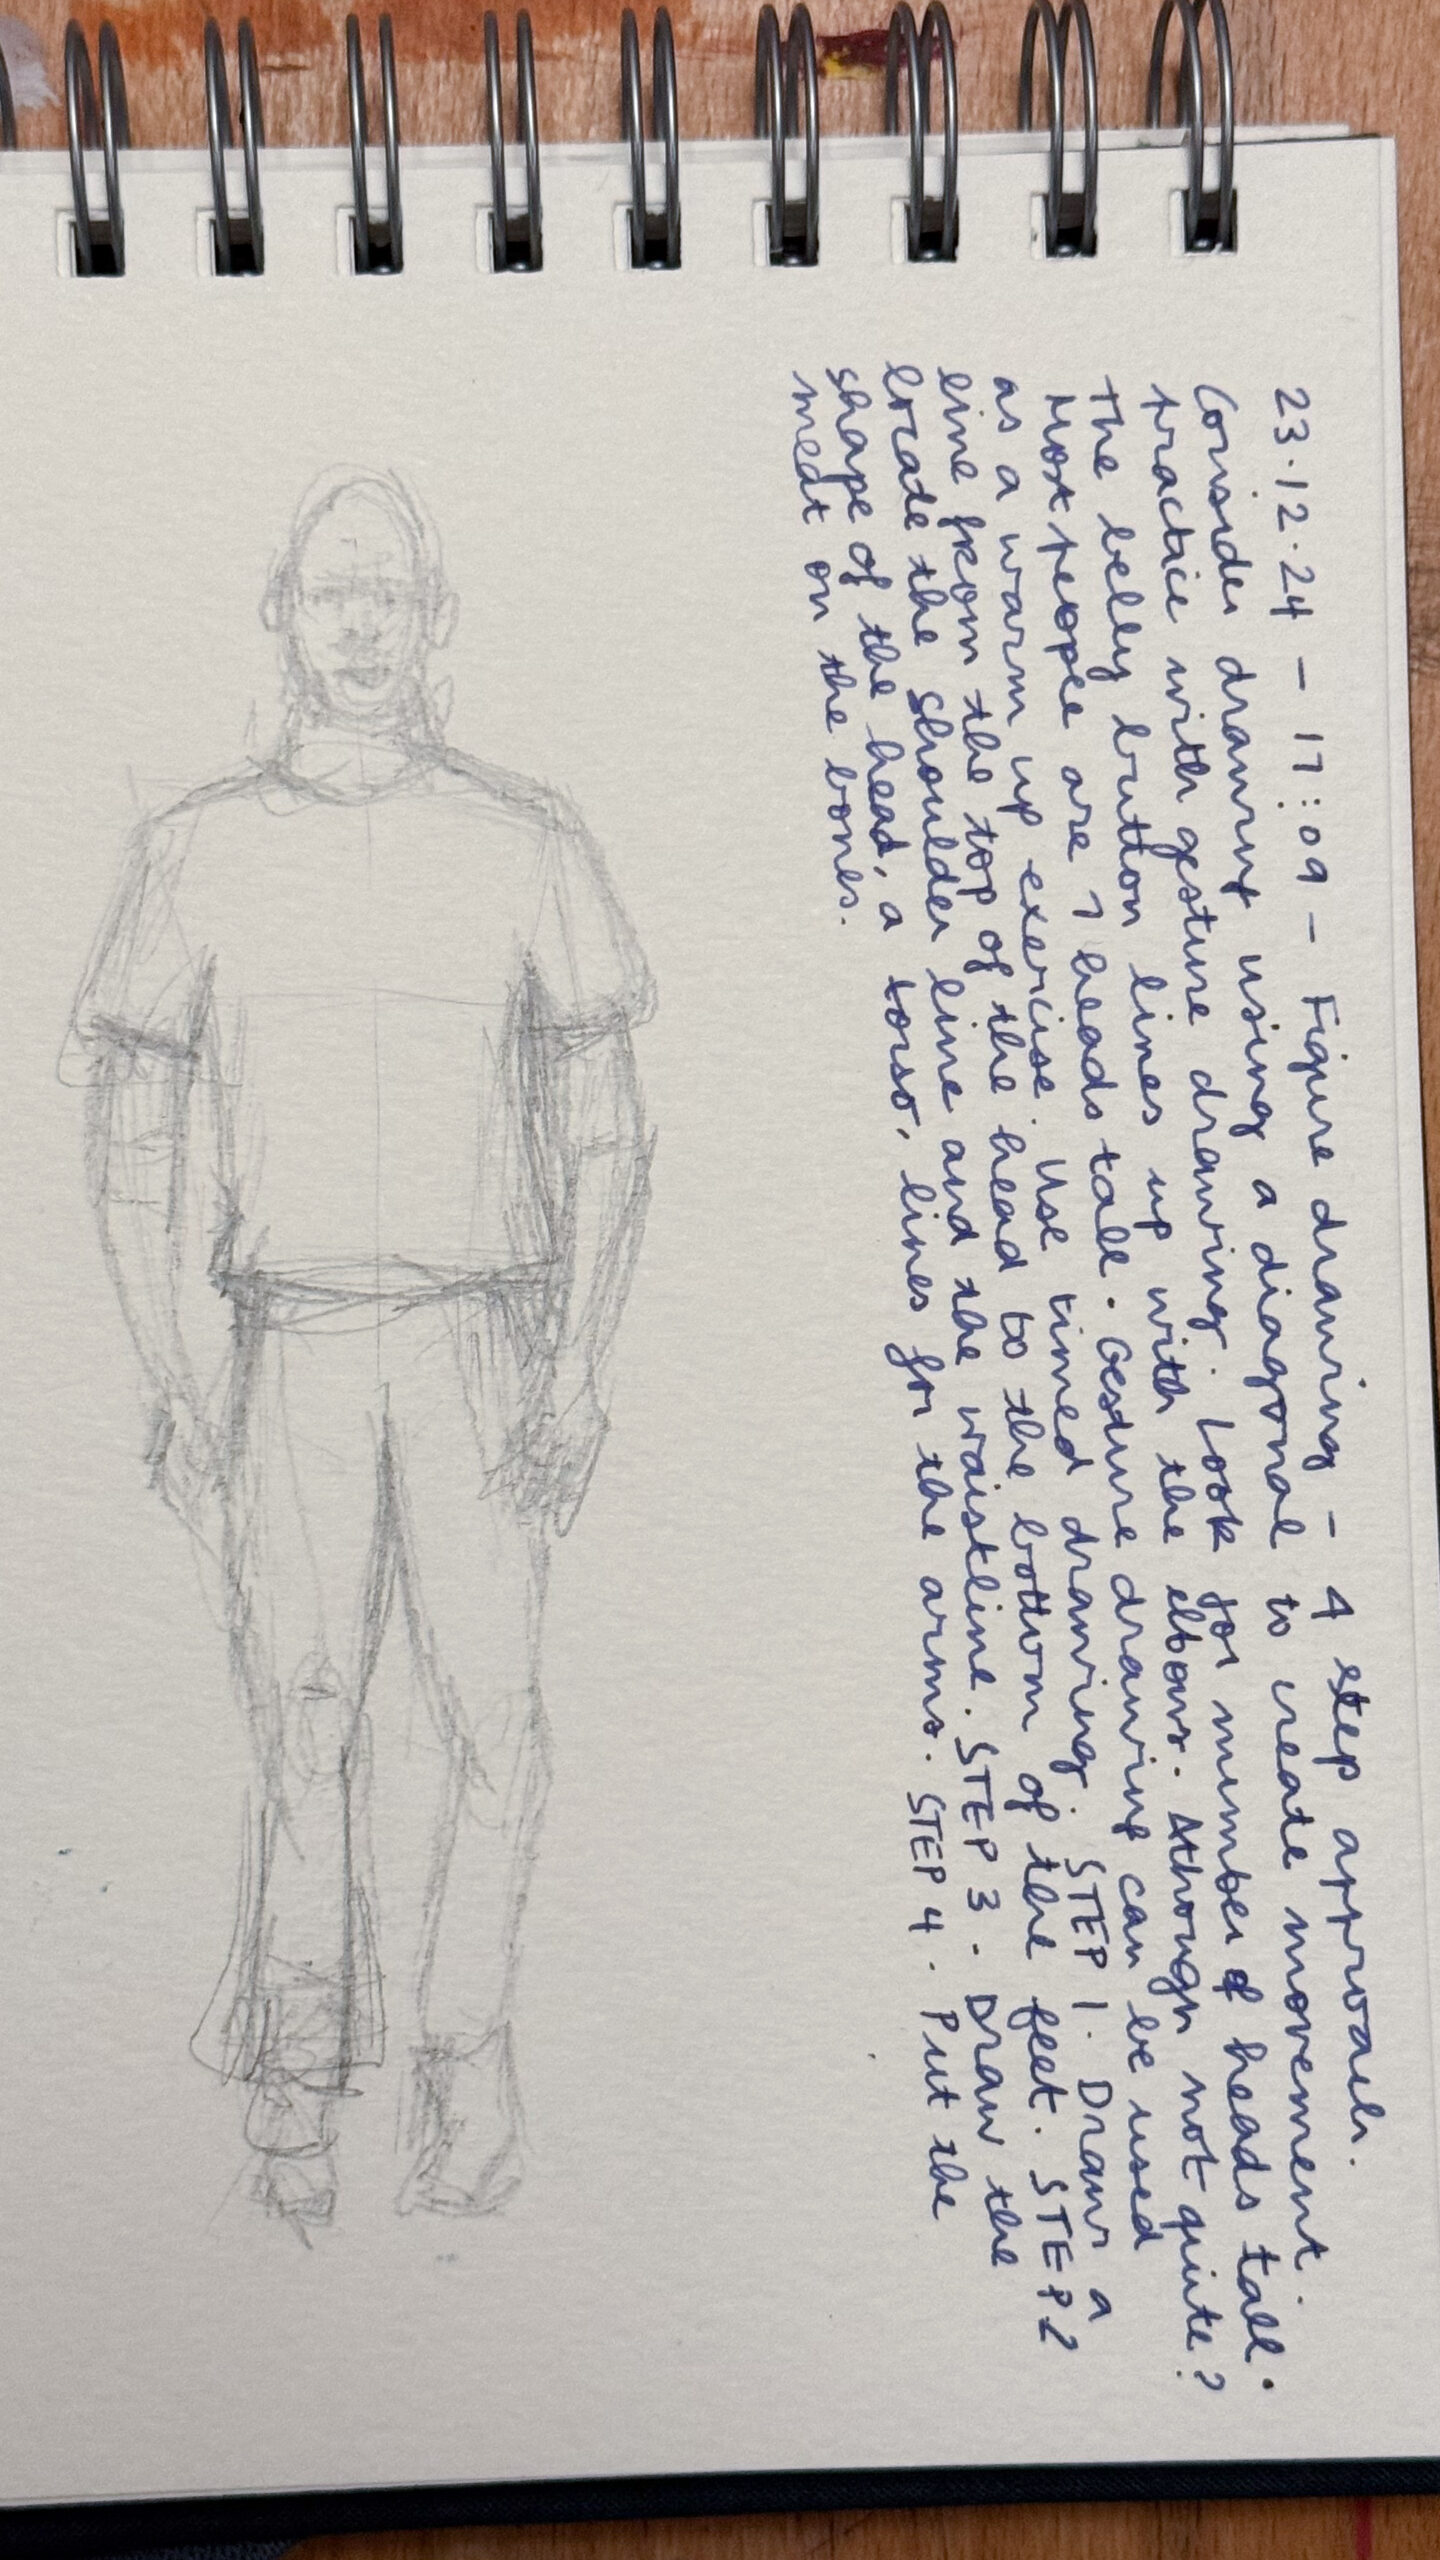 23.12.24 - 17:09 - Figure drawing - 4 step approach.
Consider drawing using a diagonal to create movement.
Practice with gesture drawing. Look for number of heads tall.
The belly button lines up with the elbow. Although not quite?
Most people are 7 heads tall. Gesture drawing can be used
as a warm up exercise. Use timed drawing. STEP 1. Draw a
line from the top of the head to the bottom of the feet. STEP 2
locate the shoulder line and the waistline. STEP 3. Draw the
shape of the head, a torso, lines for the arms. STEP 4. Put the
meat on the bones.